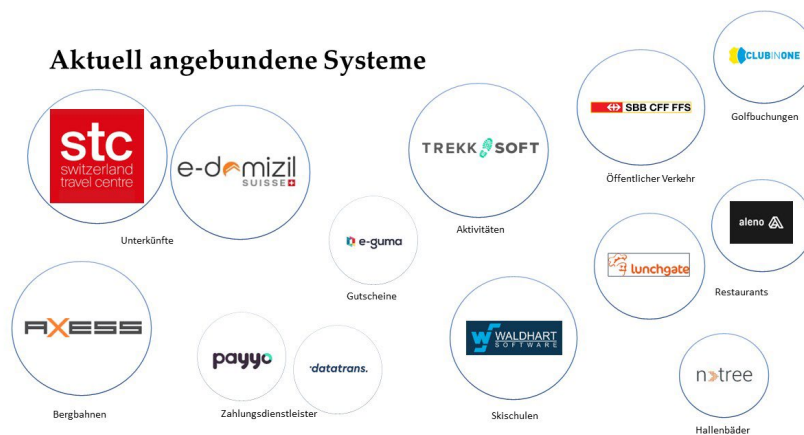 Aktuell angebundene Systeme
stc
switzerland
travel centre
e-domizil
SUISSE
Unterkünfte
e-guma
Gutscheine
TREKKSOFT
Aktivitäten
SBB CFF FFS
Öffentlicher Verkehr
CLUBINONE
Golfbuchungen
lunchgate
aleno
Restaurants
AXESS
Bergbahnen
payyo
datatrans.
Zahlungsdienstleister
WALDHART
SOFTWARE
Skischulen
n tree
Hallenbäder